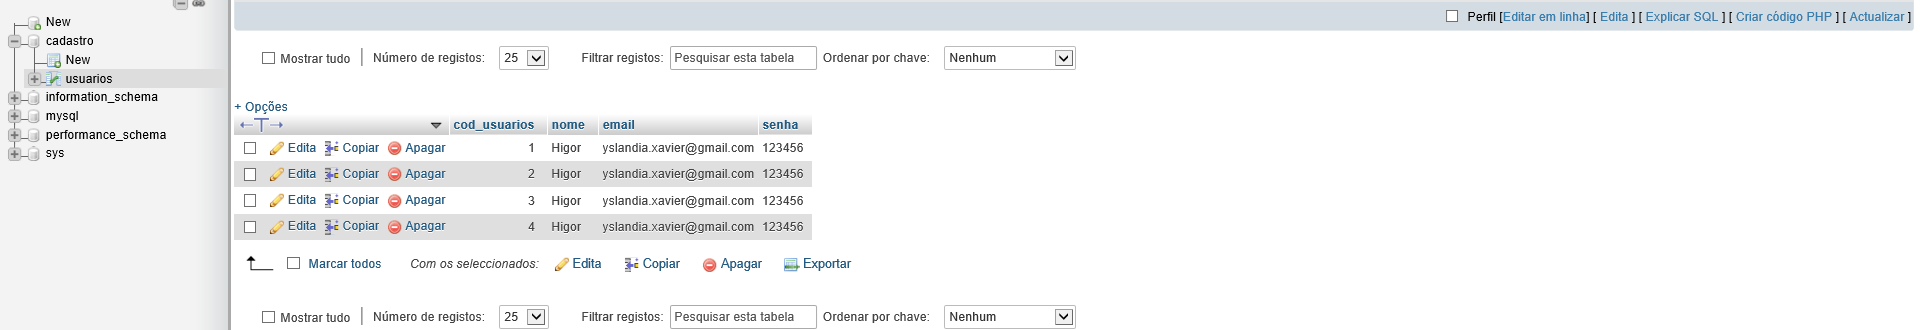 New
cadastro
New
usuarios
information_schema
mysql
performance_schema
sys
Perfil [Editar em linha] [ Edita ] [ Explicar SQL ] [ Criar código PHP ] [ Actualizar ]
Mostrar tudo Número de registos: 25 Filtrar registos: Pesquisar esta tabela Ordenar por chave: Nenhum
+ Opções
←T→ cod_usuarios nome email senha
Edita Copiar Apagar 1 Higor yslandia.xavier@gmail.com 123456
Edita Copiar Apagar 2 Higor yslandia.xavier@gmail.com 123456
Edita Copiar Apagar 3 Higor yslandia.xavier@gmail.com 123456
Edita Copiar Apagar 4 Higor yslandia.xavier@gmail.com 123456
Marcar todos Com os seleccionados: Edita Copiar Apagar Exportar
Mostrar tudo Número de registos: 25 Filtrar registos: Pesquisar esta tabela Ordenar por chave: Nenhum